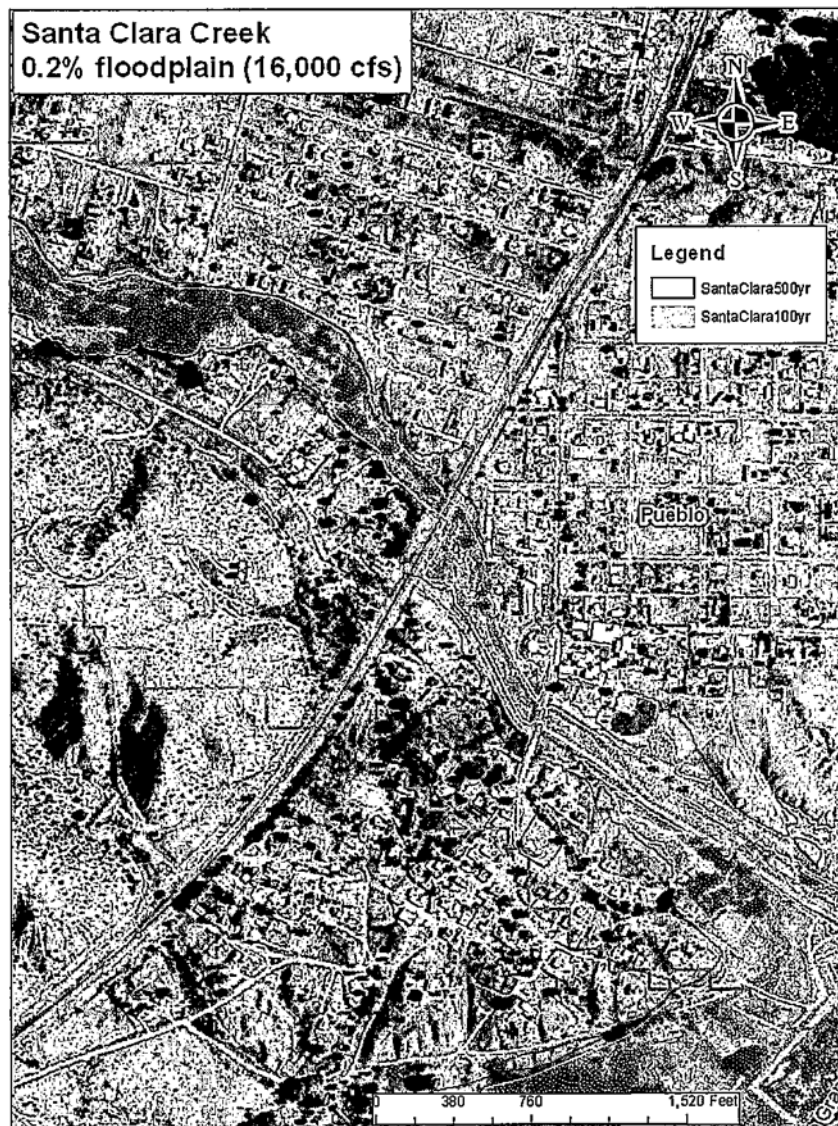 Santa Clara Creek
0.2% floodplain (16,000 cfs)
N
W
E
S
Legend
SantaClara500yr
SantaClara100yr
Pueblo
0
380
760
1,520 Feet